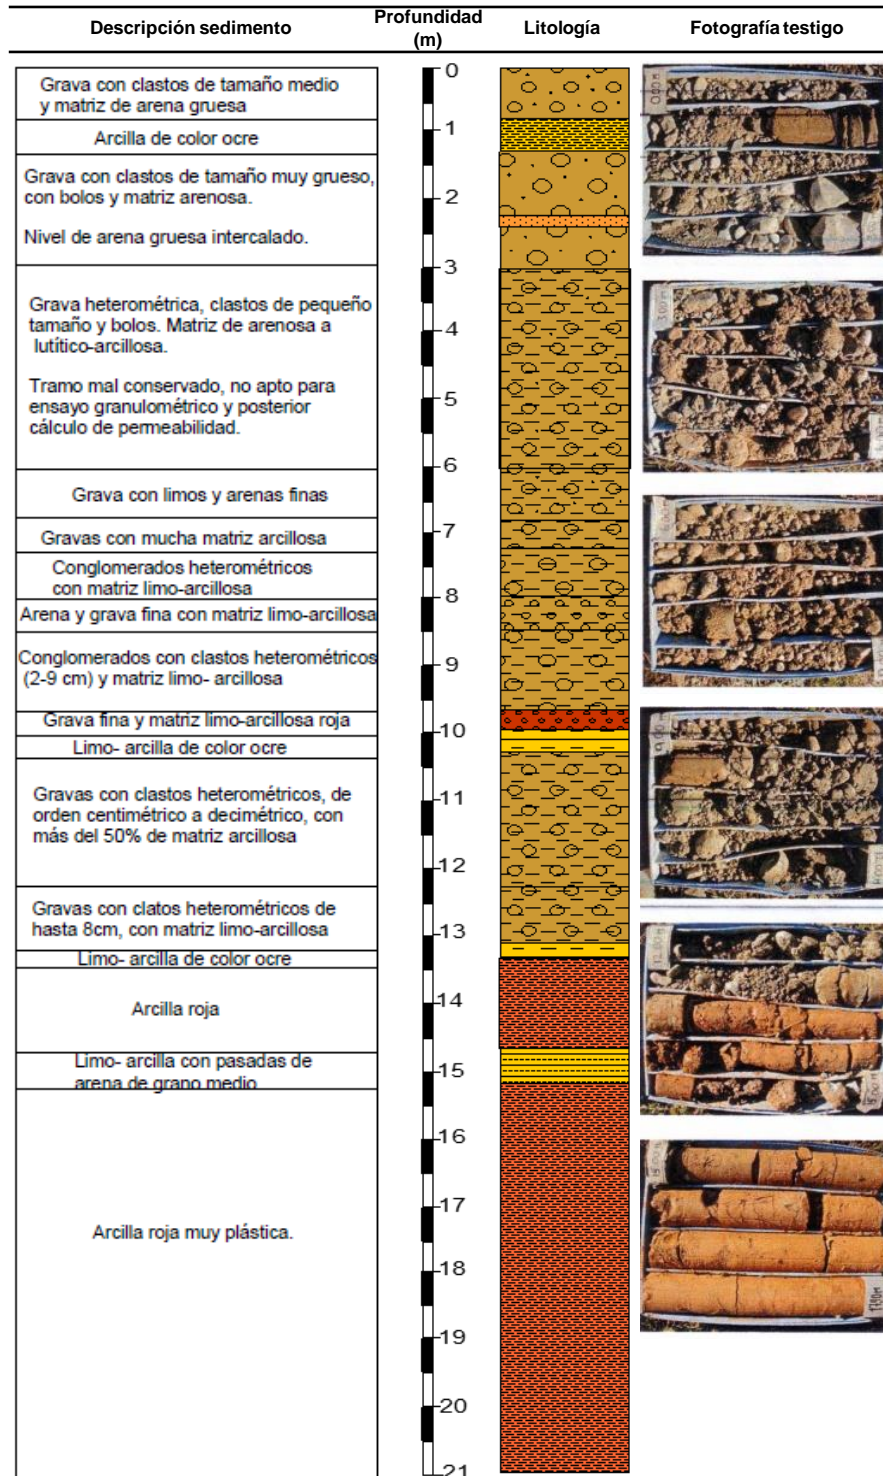 Descripción sedimento
Profundidad
(m)
Litología
Fotografía testigo
Grava con clastos de tamaño medio
y matriz de arena gruesa
Arcilla de color ocre
Grava con clastos de tamaño muy grueso,
con bolos y matriz arenosa.
Nivel de arena gruesa intercalado.
Grava heterométrica, clastos de pequeño
tamaño y bolos. Matriz de arenosa a
lutítico-arcillosa.
Tramo mal conservado, no apto para
ensayo granulométrico y posterior
cálculo de permeabilidad.
Grava con limos y arenas finas
Gravas con mucha matriz arcillosa
Conglomerados heterométricos
con matriz limo-arcillosa
Arena y grava fina con matriz limo-arcillosa
Conglomerados con clastos heterométricos
(2-9 cm) y matriz limo- arcillosa
Grava fina y matriz limo-arcillosa roja
Limo- arcilla de color ocre
Gravas con clastos heterométricos, de
orden centimétrico a decimétrico, con
más del 50% de matriz arcillosa
Gravas con clatos heterométricos de
hasta 8cm, con matriz limo-arcillosa
Limo- arcilla de color ocre
Arcilla roja
Limo- arcilla con pasadas de
arena de grano medio
Arcilla roja muy plástica.
0
1
2
3
4
5
6
7
8
9
10
11
12
13
14
15
16
17
18
19
20
21
0.00m
3.00m